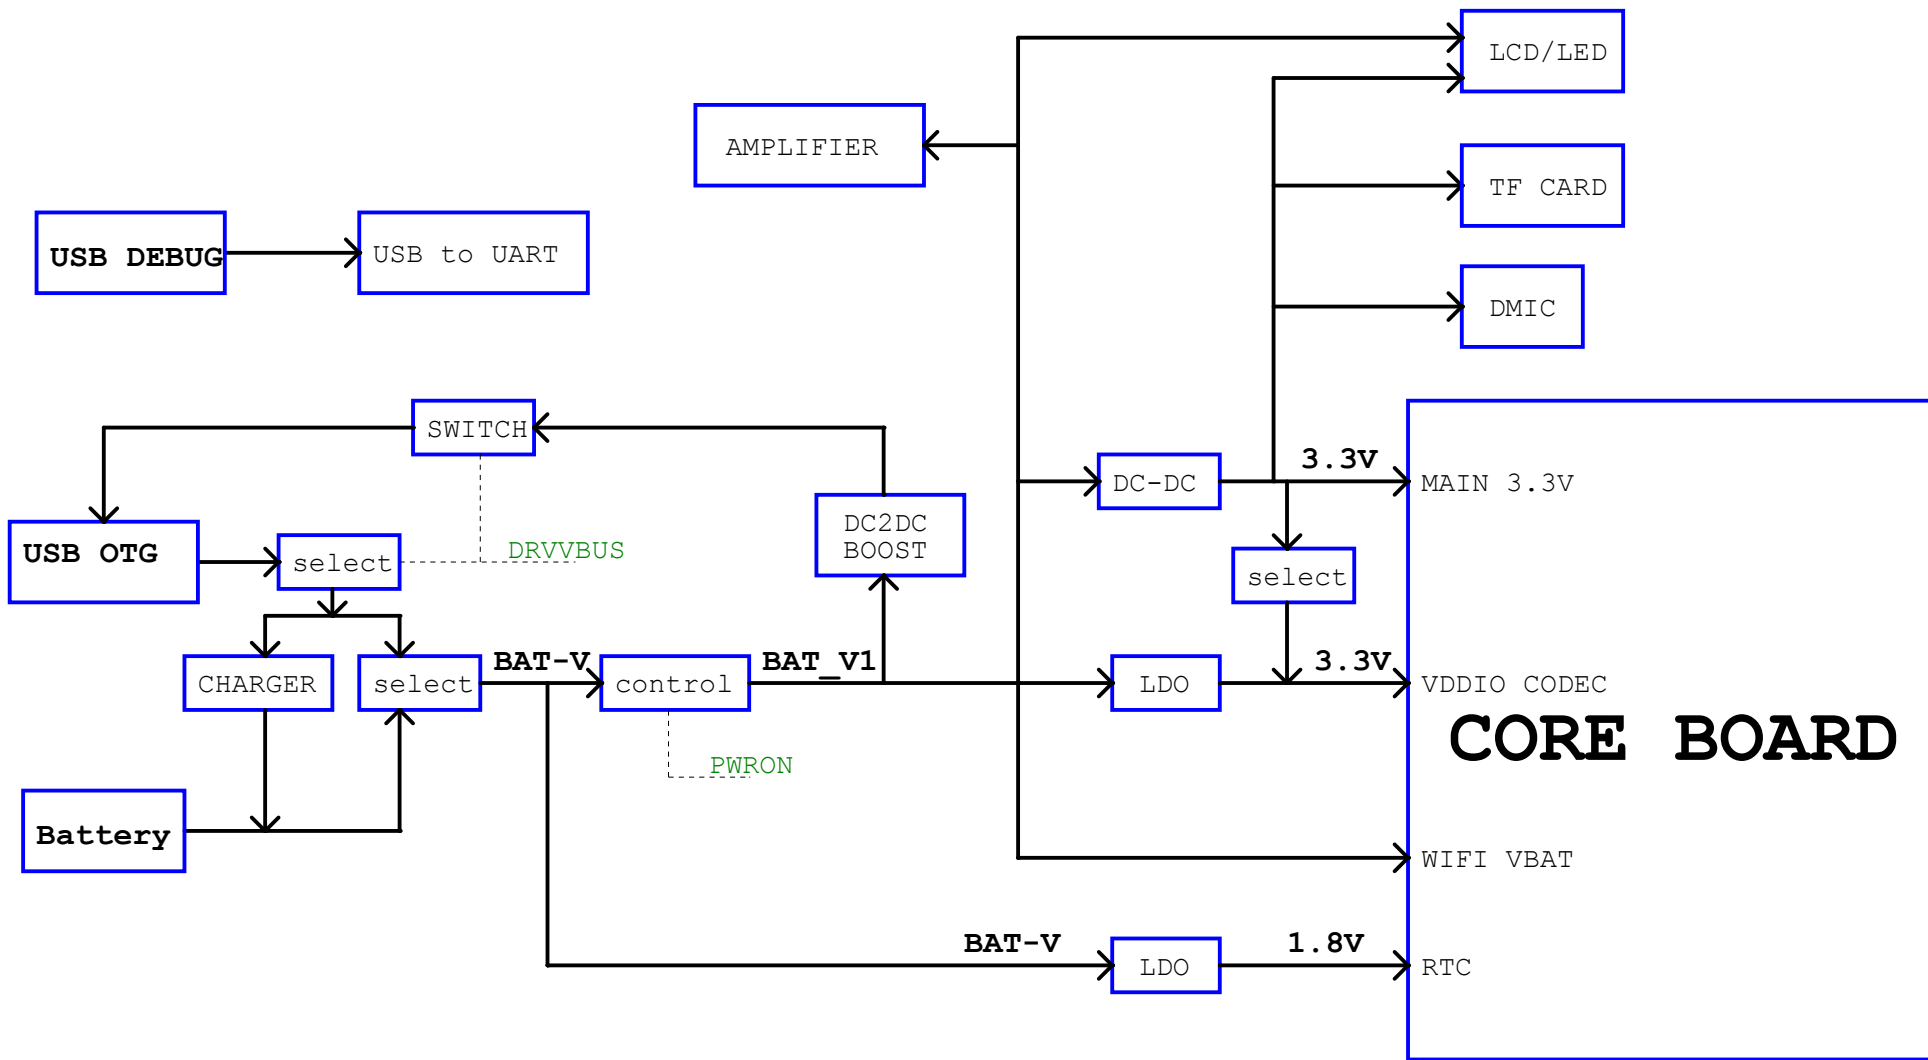 LCD/LED
AMPLIFIER
TF CARD
USB DEBUG
USB to UART
DMIC
SWITCH
3.3V
DC-DC
MAIN 3.3V
DC2DC
BOOST
USB OTG
select
DRVVBUS
select
BAT-V
BAT_V1
3.3V
CHARGER
select
control
LDO
VDDIO CODEC
CORE BOARD
PWRON
Battery
WIFI VBAT
BAT-V
1.8V
LDO
RTC